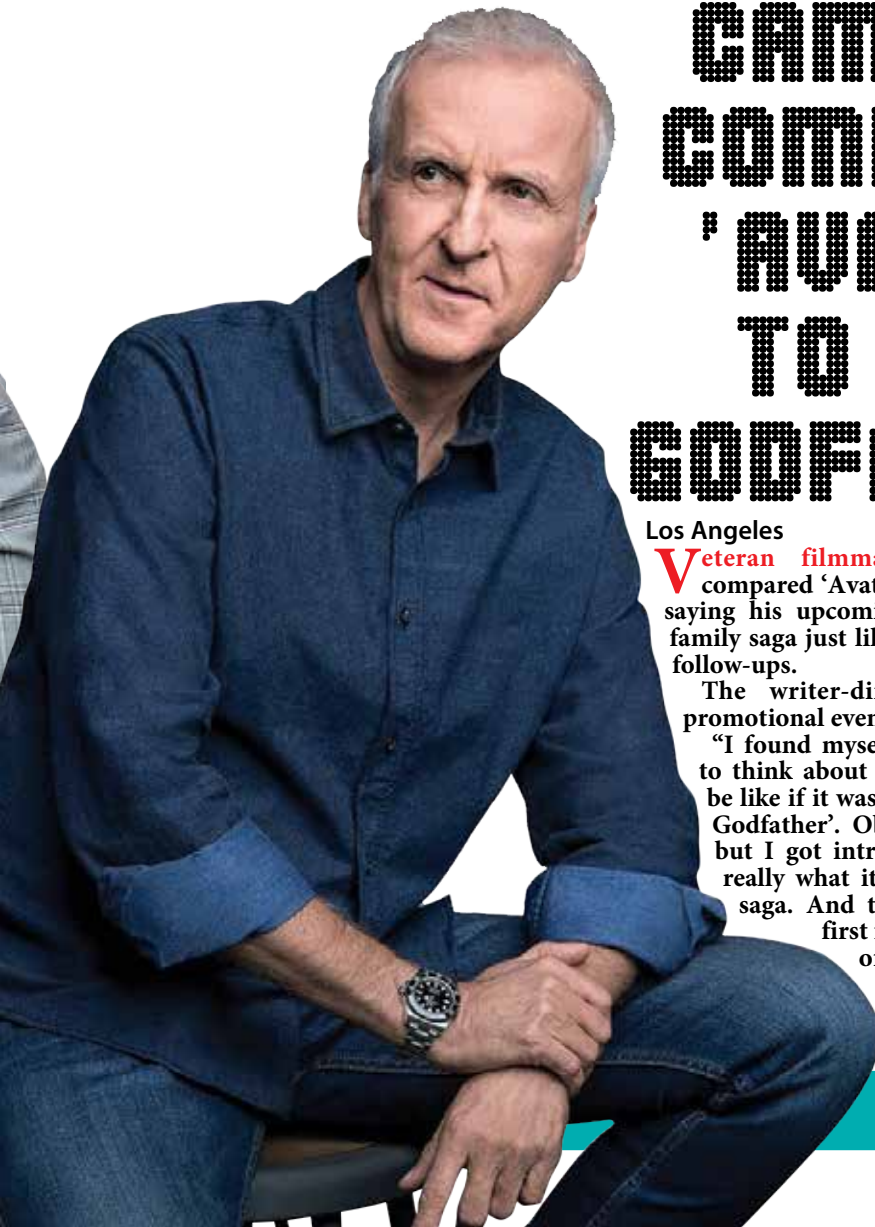 CAM
COM
'AVA
TO
GODF
Los Angeles
Veteran filmma
compared ‘Avat
saying his upcomi
family saga just lik
follow-ups.
The writer-di
promotional even
“I found myse
to think about
be like if it was
Godfather’. Ob
but I got intr
really what it
saga. And t
first
o